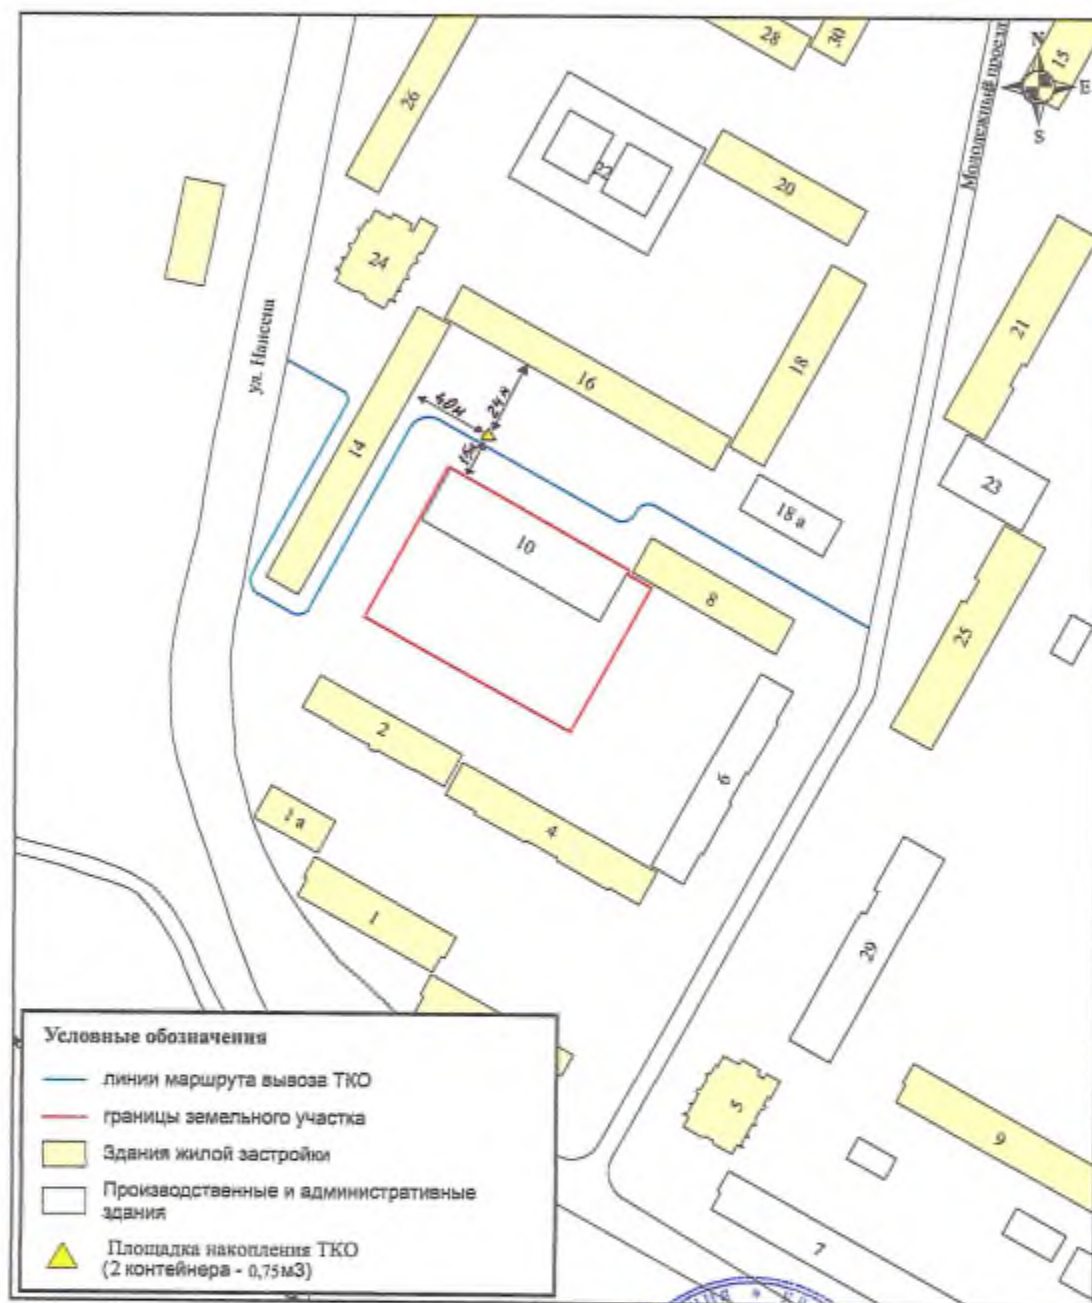 28
30
15
N
S
Молодежный проезд
26
22
20
24
ул. Нансена
21
16
18
40м
24м
14
15м
23
18 а
10
8
25
2
6
1 а
4
1
29
5
9
7
Условные обозначения
линии маршрута вывоза ТКО
границы земельного участка
Здания жилой застройки
Производственные и административные
здания
Площадка накопления ТКО
(2 контейнера - 0,75м3)